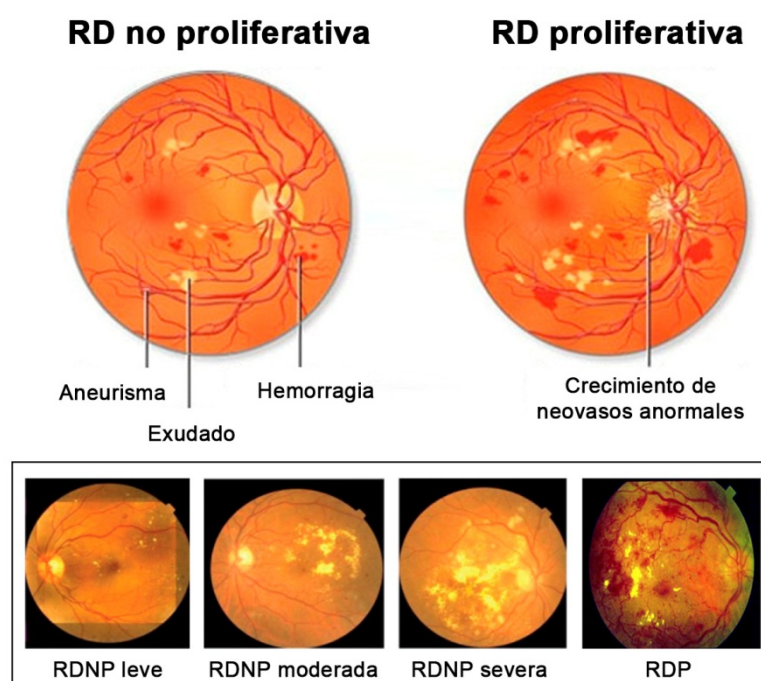 RD no proliferativa
RD proliferativa
Aneurisma
Exudado
Hemorragia
Crecimiento de
neovasos anormales
RDNP leve
RDNP moderada
RDNP severa
RDP